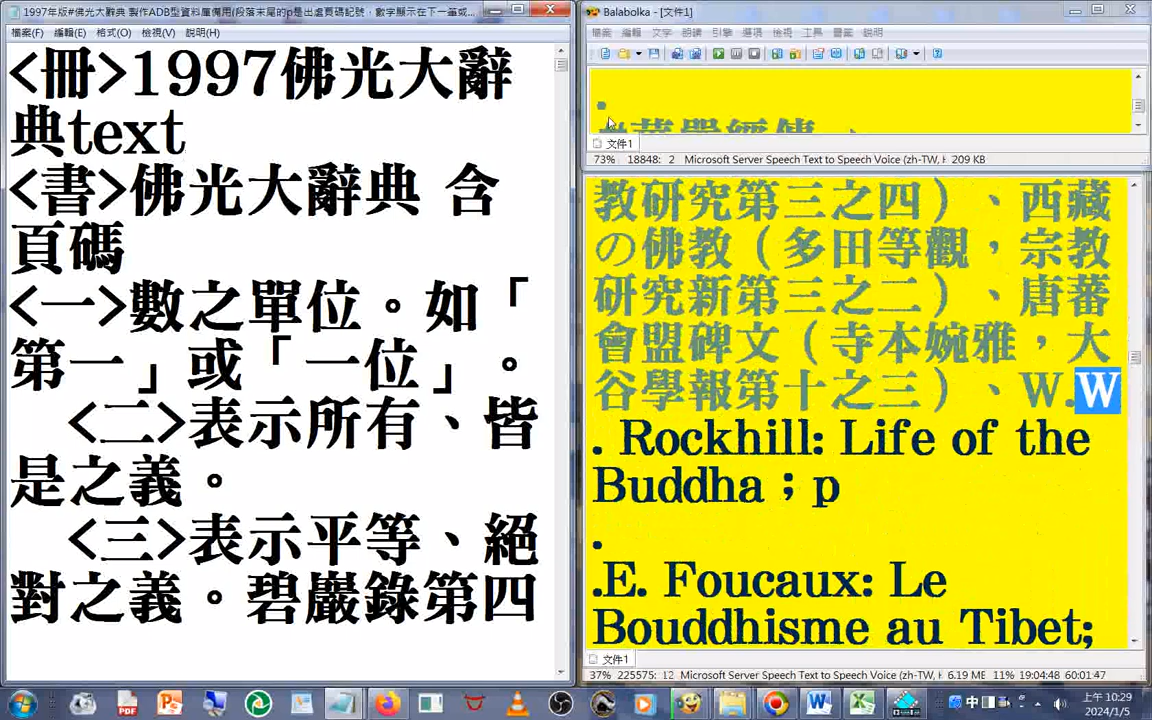 1997年版#佛光大辭典 製作ADB型資料庫備用(段落末尾的p是出處頁碼記號，數字顯示在下一筆或...
檔案(F) 編輯(E) 格式(O) 檢視(V) 說明(H)
<冊>1997佛光大辭
典text
<書>佛光大辭典 含
頁碼
<一>數之單位。如「
第一」或「一位」。
<二>表示所有、皆
是之義。
<三>表示平等、絕
對之義。碧巖錄第四
Balabolka - [文件1]
檔案 編輯 文字 朗讀 引擎 選項 檢視 工具 書籤 說明
#華嚴經傳、
文件1
73% 18848: 2 Microsoft Server Speech Text to Speech Voice (zh-TW, H 209 KB
教研究第三之四）、西藏
の佛教（多田等觀，宗教
研究新第三之二）、唐蕃
會盟碑文（寺本婉雅，大
谷學報第十之三）、W.W
. Rockhill: Life of the
Buddha；p
.
.E. Foucaux: Le
Bouddhisme au Tibet;
文件1
37% 225575: 12 Microsoft Server Speech Text to Speech Voice (zh-TW, H 6.19 MB 11% 19:04:48 60:01:47
PDF
中
上午 10:29
2024/1/5